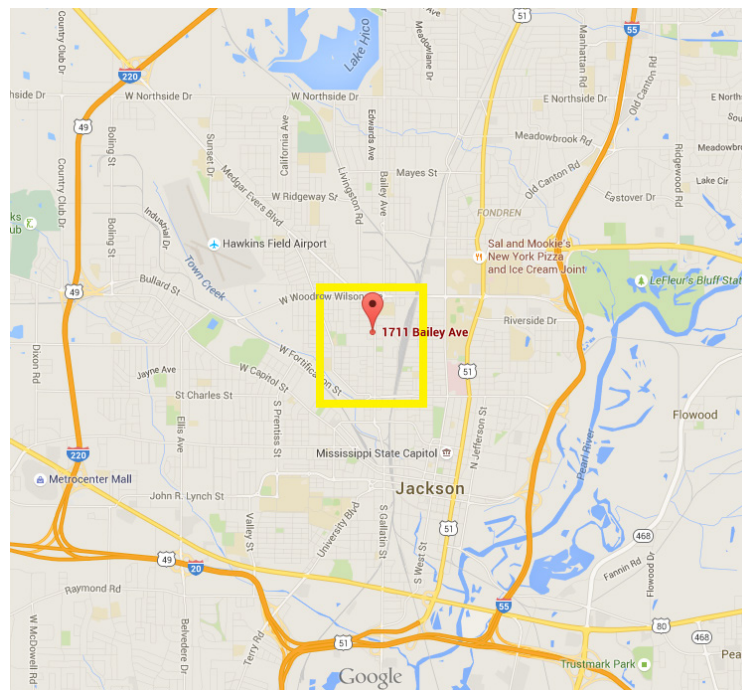 51
Lake Hico
Meadowlane Dr
Manhattan Rd
55
Country Club Dr
220
W Northside Dr
W Northside Dr
E Northside Dr
Old Canton Rd
49
Boling St
Sunset Dr
California Ave
Edwards Ave
Meadowbrook Rd
Ridgewood Rd
Meadowbro
Country Club Dr
Medgar Evers Blvd
Livingston Rd
Bailey Ave
Mayes St
Old Canton Rd
Lake Cir
W Ridgeway St
Eastover Dr
FONDREN
Boling St
Industrial Dr
Hawkins Field Airport
Sal and Mookie's
New York Pizza
and Ice Cream Joint
Town Creek
Bullard St
LeFleur's Bluff Stat
49
W Woodrow Wilson
Riverside Dr
1711 Bailey Ave
Dixon Rd
Jayne Ave
W Capitol St
W Fortification St
51
St Charles St
Ellis Ave
S Prentiss St
N Jefferson St
Flowood
Pearl River
220
Mississippi State Capitol
Metrocenter Mall
Jackson
John R. Lynch St
Valley St
University Blvd
S Gallatin St
51
468
49
20
S West St
Fannin Rd
Flowood Dr
Raymond Rd
55
80
W McDowell Rd
Belvedere Dr
Terry Rd
51
468
Pea
Trustmark Park
Google